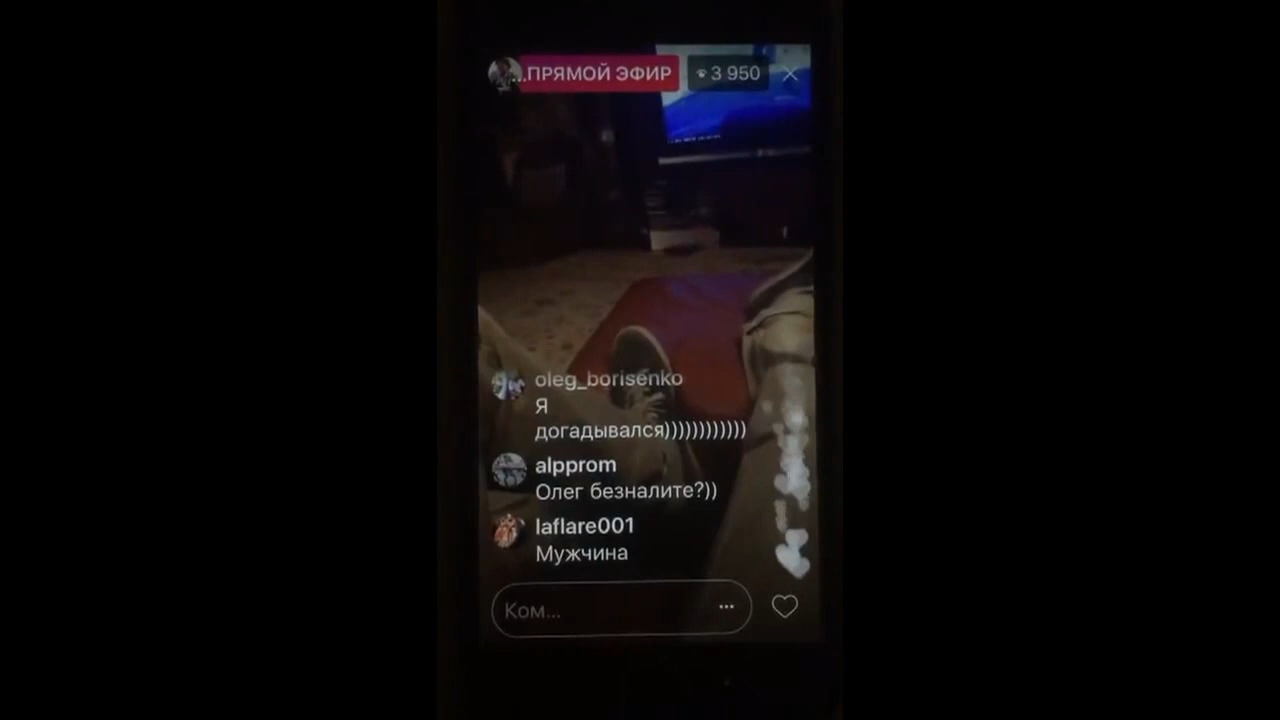 ...ПРЯМОЙ ЭФИР
3 950
oleg_borisenko
Я
догадывался))))))))))))
alpprom
Олег безналите?))
laflare001
Мужчина
Ком...